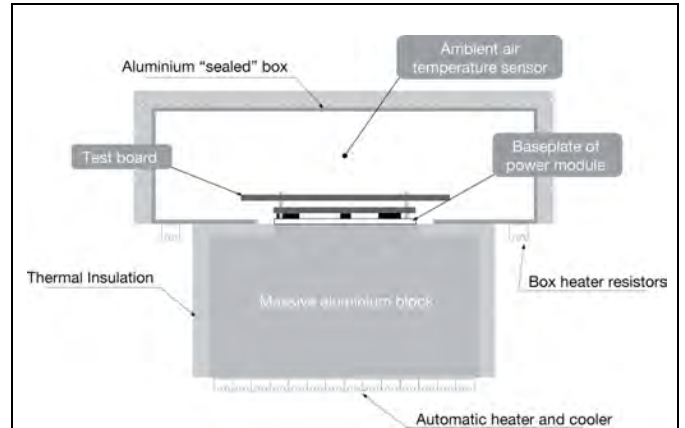 Ambient air
temperature sensor
Aluminium “sealed” box
Test board
Baseplate of
power module
Thermal Insulation
Box heater resistors
Massive aluminium block
Automatic heater and cooler